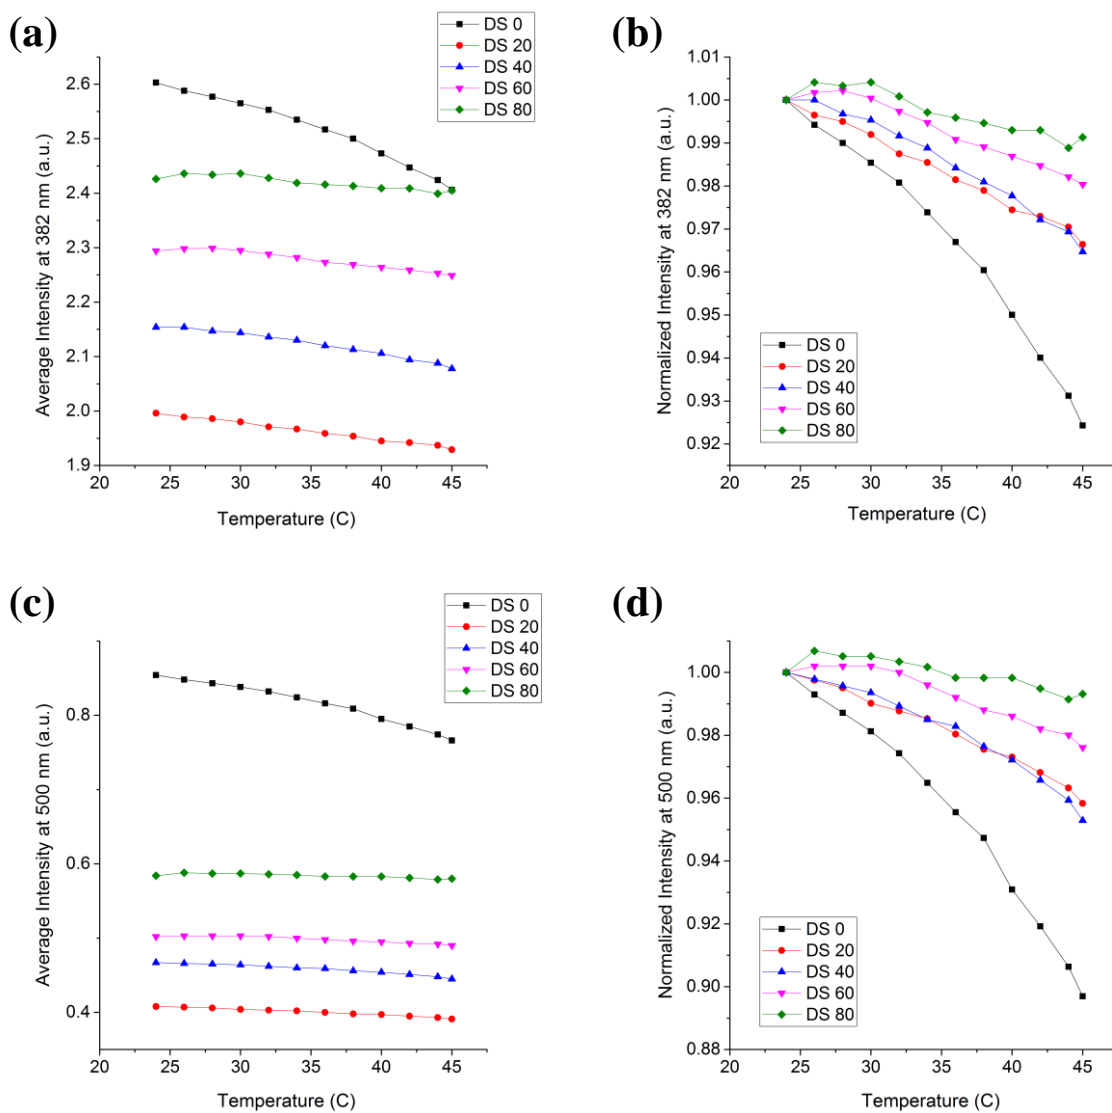 (a)
DS 0
DS 20
DS 40
DS 60
DS 80
2.6
2.5
2.4
2.3
2.2
2.1
2.0
1.9
Average Intensity at 382 nm (a.u.)
20 25 30 35 40 45
Temperature (C)
(b)
1.01
1.00
0.99
0.98
0.97
0.96
0.95
0.94
0.93
0.92
Normalized Intensity at 382 nm (a.u.)
DS 0
DS 20
DS 40
DS 60
DS 80
20 25 30 35 40 45
Temperature (C)
(c)
DS 0
DS 20
DS 40
DS 60
DS 80
0.8
0.6
0.4
Average Intensity at 500 nm (a.u.)
20 25 30 35 40 45
Temperature (C)
(d)
1.00
0.98
0.96
0.94
0.92
0.90
0.88
Normalized Intensity at 500 nm (a.u.)
DS 0
DS 20
DS 40
DS 60
DS 80
20 25 30 35 40 45
Temperature (C)